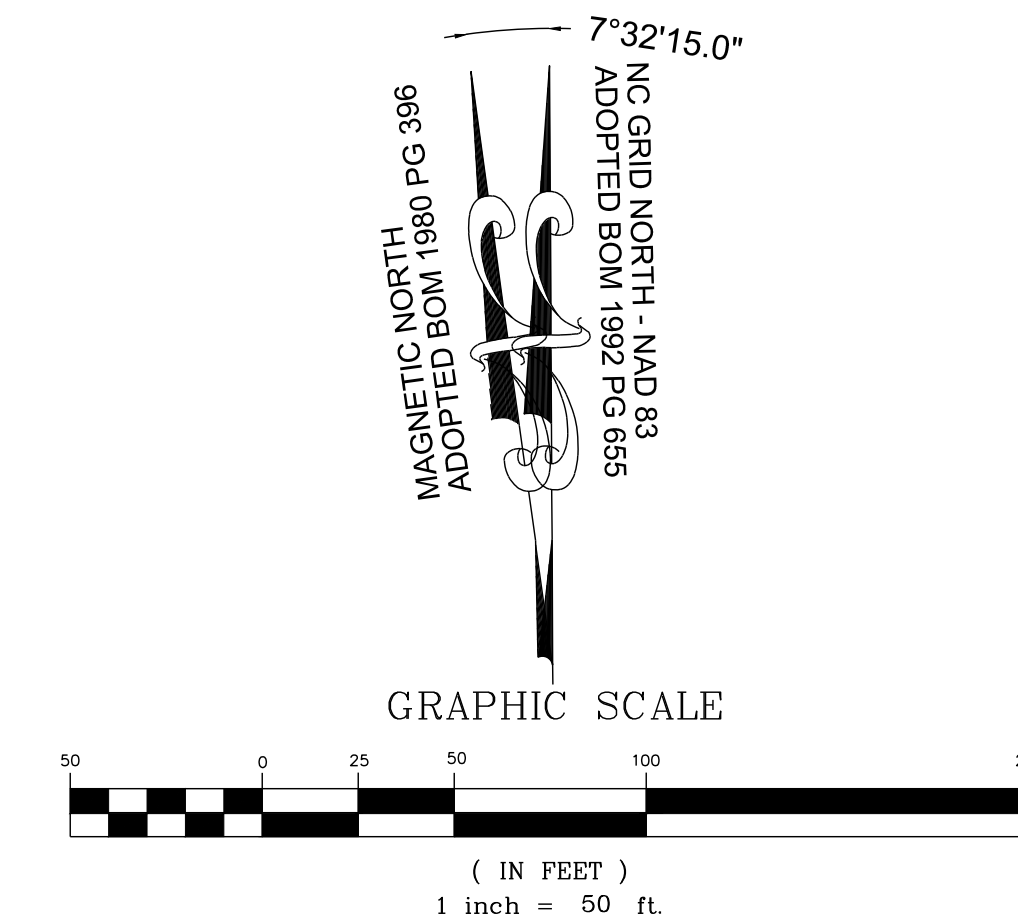 7°32'15.0"
MAGNETIC NORTH
ADOPTED BOM 1980 PG 396
NC GRID NORTH - NAD 83
ADOPTED BOM 1992 PG 655
GRAPHIC SCALE
50 0 25 50 100
( IN FEET )
1 inch = 50 ft.